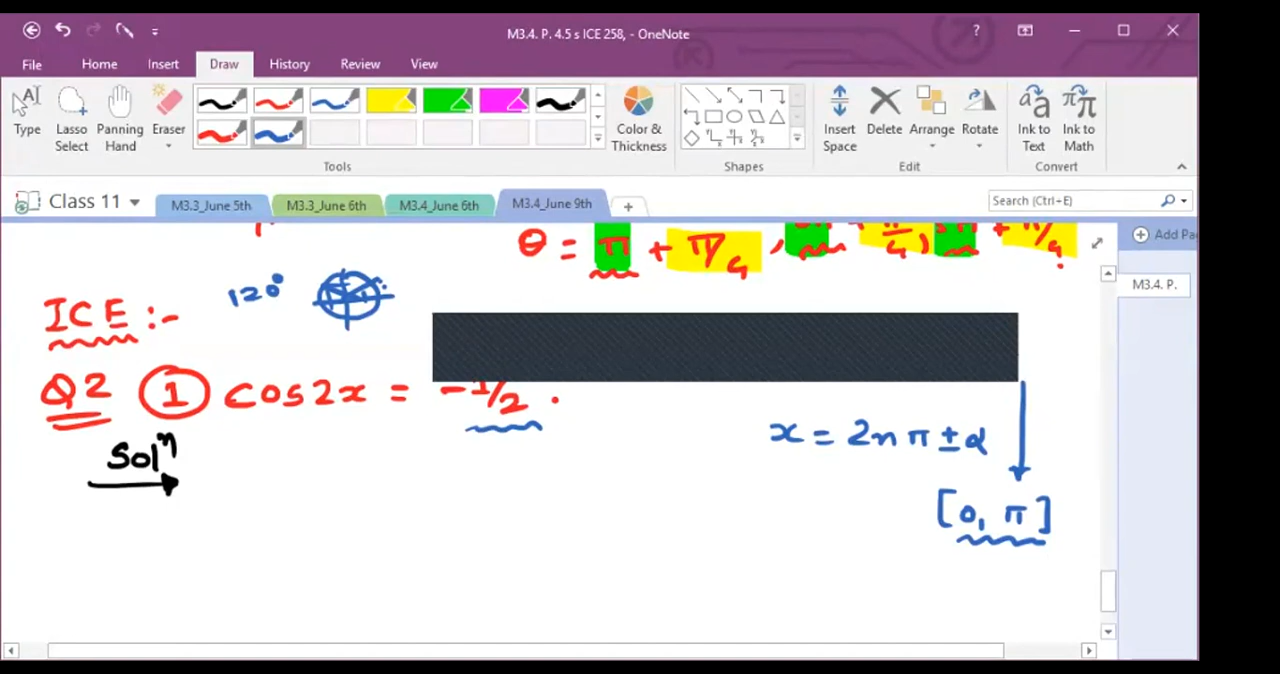 M3.4. P. 4.5 s ICE 258, - OneNote
?
File Home Insert Draw History Review View
Type
Lasso Select
Panning Hand
Eraser
Color & Thickness
Insert Space
Delete
Arrange
Rotate
Ink to Text
Ink to Math
Tools
Shapes
Edit
Convert
Class 11
M3.3_June 5th
M3.3_June 6th
M3.4_June 6th
M3.4_June 9th
+
Search (Ctrl+E)
Add Pa
M3.4. P.
θ = π + π/4 ,
π/4 , + π/4
120°
ICE :-
Q2 ① cos2x = -1/2 .
x = 2nπ ± α
Solⁿ
[0, π]